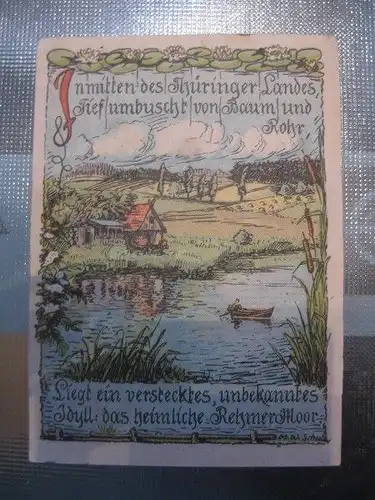 Inmitten des Thüringer Landes,
Tief umbuscht von Baum und
Rohr,
Liegt ein verstecktes, unbekanntes
Idyll: das heimliche Rehmer Moor